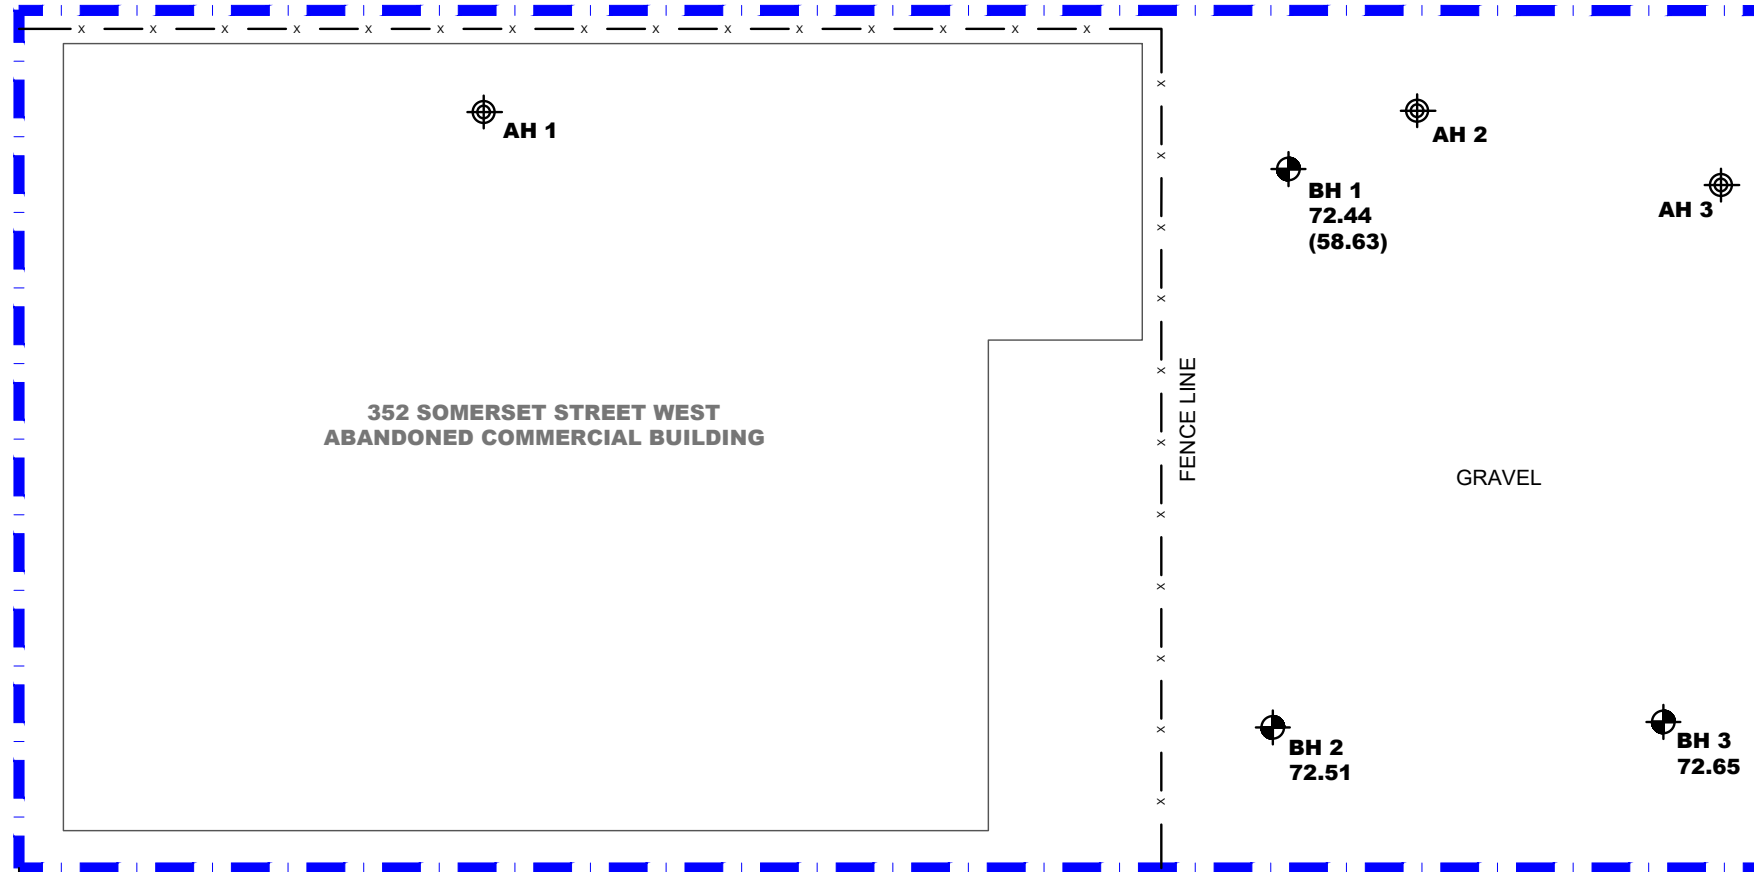 AH 1
AH 2
BH 1
72.44
(58.63)
AH 3
352 SOMERSET STREET WEST
ABANDONED COMMERCIAL BUILDING
FENCE LINE
GRAVEL
BH 2
72.51
BH 3
72.65